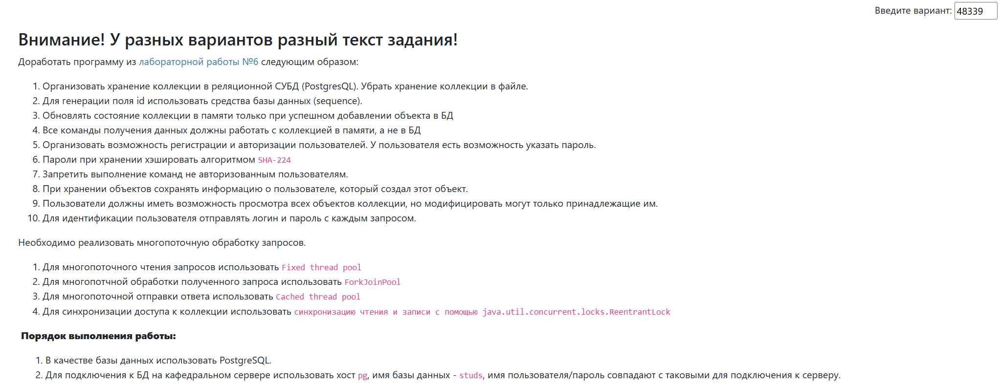 Введите вариант: 48339
Внимание! У разных вариантов разный текст задания!
Доработать программу из лабораторной работы №6 следующим образом:
1. Организовать хранение коллекции в реляционной СУБД (PostgresQL). Убрать хранение коллекции в файле.
2. Для генерации поля id использовать средства базы данных (sequence).
3. Обновлять состояние коллекции в памяти только при успешном добавлении объекта в БД
4. Все команды получения данных должны работать с коллекцией в памяти, а не в БД
5. Организовать возможность регистрации и авторизации пользователей. У пользователя есть возможность указать пароль.
6. Пароли при хранении хэшировать алгоритмом SHA-224
7. Запретить выполнение команд не авторизованным пользователям.
8. При хранении объектов сохранять информацию о пользователе, который создал этот объект.
9. Пользователи должны иметь возможность просмотра всех объектов коллекции, но модифицировать могут только принадлежащие им.
10. Для идентификации пользователя отправлять логин и пароль с каждым запросом.
Необходимо реализовать многопоточную обработку запросов.
1. Для многопоточного чтения запросов использовать Fixed thread pool
2. Для многопотчной обработки полученного запроса использовать ForkJoinPool
3. Для многопоточной отправки ответа использовать Cached thread pool
4. Для синхронизации доступа к коллекции использовать синхронизацию чтения и записи с помощью java.util.concurrent.locks.ReentrantLock
Порядок выполнения работы:
1. В качестве базы данных использовать PostgreSQL.
2. Для подключения к БД на кафедральном сервере использовать хост pg, имя базы данных - studs, имя пользователя/пароль совпадают с таковыми для подключения к серверу.